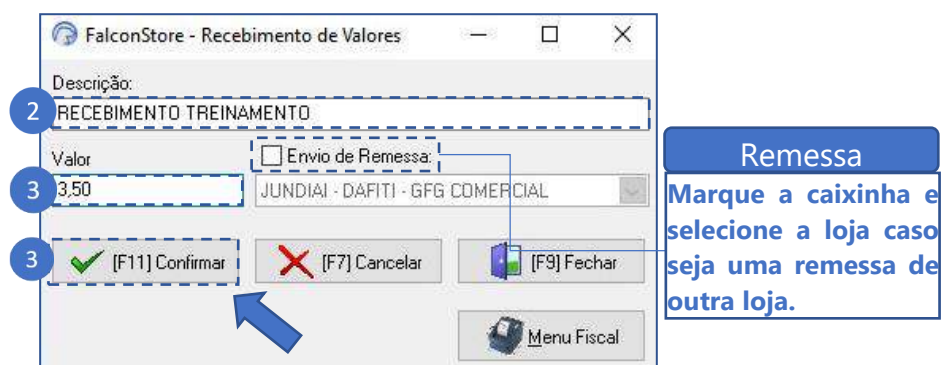 FalconStore - Recebimento de Valores
Descrição:
2
RECEBIMENTO TREINAMENTO
Valor
Envio de Remessa:
3
3,50
JUNDIAI - DAFITI - GFG COMERCIAL
3
[F11] Confirmar
[F7] Cancelar
[F9] Fechar
Menu Fiscal
Remessa
Marque a caixinha e
selecione a loja caso
seja uma remessa de
outra loja.